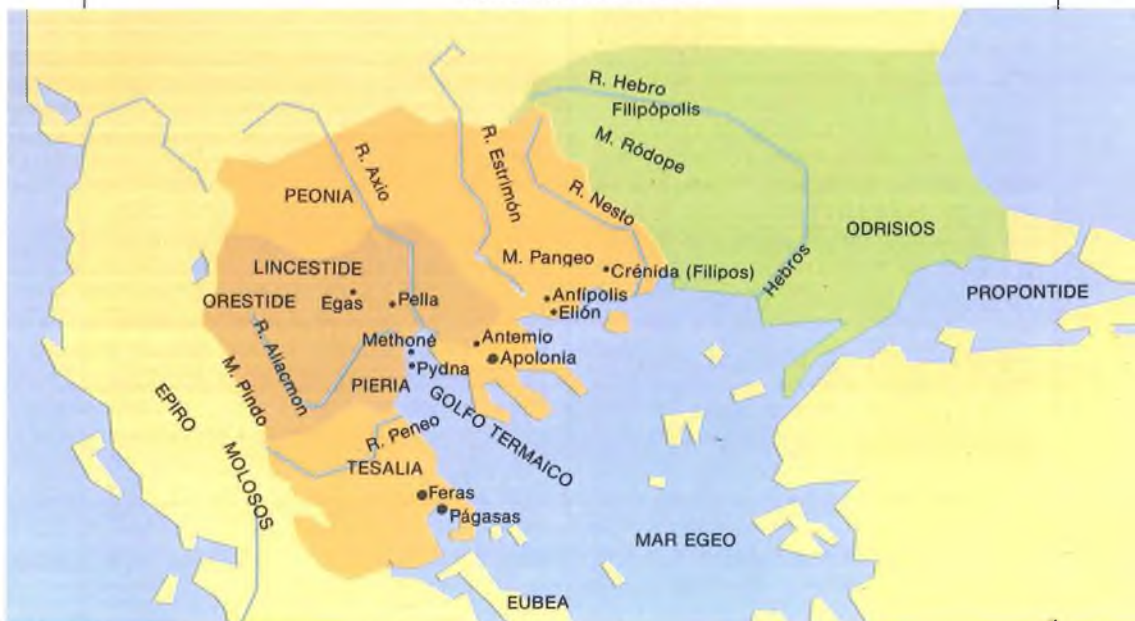 R. Hebro
Filipópolis
M. Ródope
R. Axio
R. Estrimón
PEONIA
R. Nesto
ODRISIOS
M. Pangeo
LINCESTIDE
Crénida (Filipos)
Hebros
ORESTIDE
Egas
Pella
Anfípolis
PROPONTIDE
Elión
R. Aliacmon
Methoné
Antemio
Apolonia
Pydna
M. Pindo
PIERIA
EPIRO
GOLFO TERMAICO
R. Peneo
MOLOSOS
TESALIA
Feras
Págasas
MAR EGEO
EUBEA